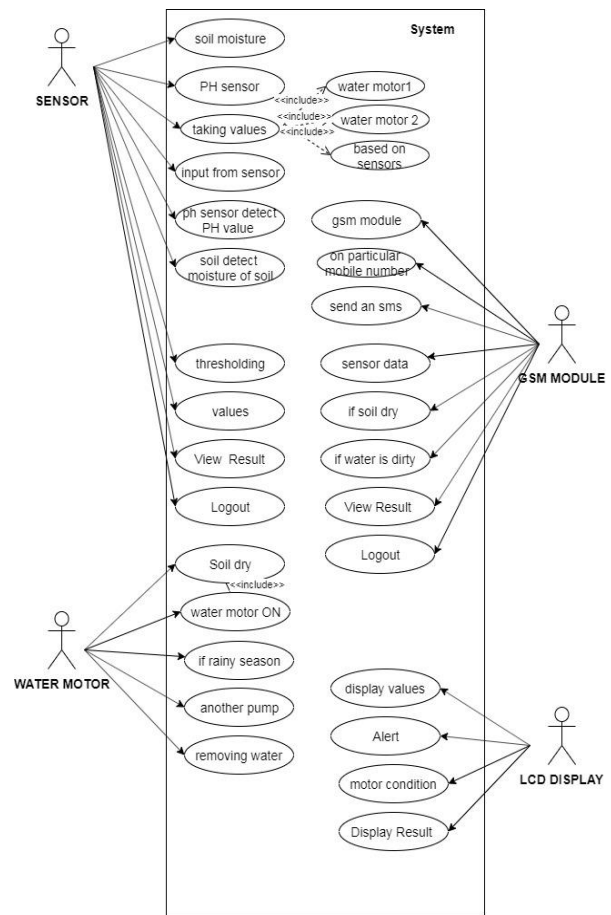 System
soil moisture
SENSOR
PH sensor
<<include>>
water motor1
<<include>>
taking values
<<include>>
water motor 2
based on
sensors
input from sensor
ph sensor detect
PH value
gsm module
soil detect
moisture of soil
on particular
mobile number
send an sms
thresholding
sensor data
GSM MODULE
values
if soil dry
View Result
if water is dirty
Logout
View Result
Logout
Soil dry
<<include>>
water motor ON
WATER MOTOR
if rainy season
another pump
removing water
display values
Alert
LCD DISPLAY
motor condition
Display Result